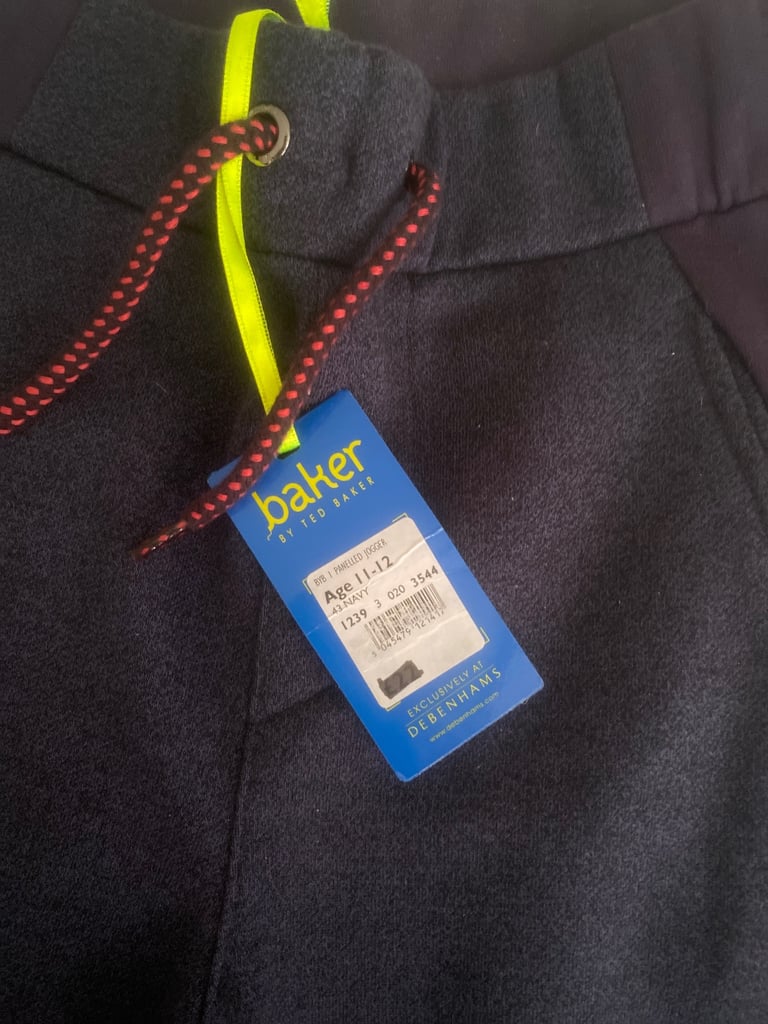 baker
BY TED BAKER
BYB 1 PANELLED JOGGER
Age 11-12
43 NAVY
1239 3 020 3544
EXCLUSIVELY AT
DEBENHAMS
www.debenhams.com